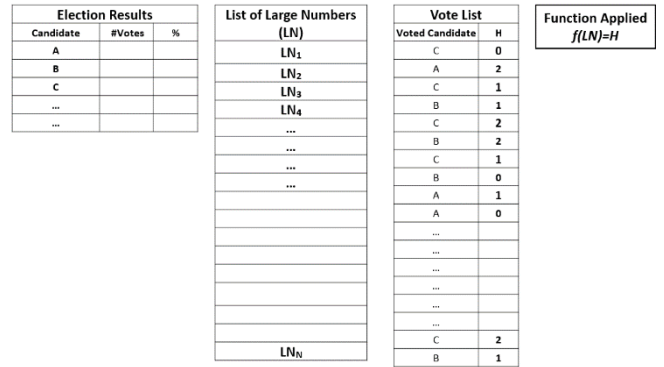 Election Results
Candidate #Votes %
A
B
C
...
...
List of Large Numbers
(LN)
LN₁
LN₂
LN₃
LN₄
...
...
...
...
LN_N
Vote List
Voted Candidate H
C 0
A 2
C 1
B 1
C 2
B 2
C 1
B 0
A 1
A 0
...
...
...
...
...
...
C 2
B 1
Function Applied
f(LN)=H